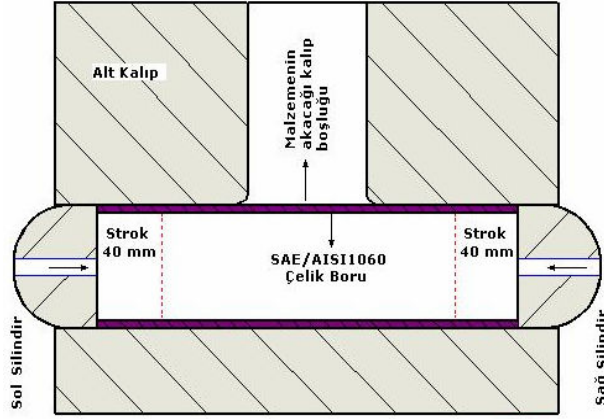 Alt Kalıp
Malzemenin
akacağı kalıp
boşluğu
Strok
40 mm
SAE/AISI1060
Çelik Boru
Strok
40 mm
Sol Silindir
Sağ Silindir